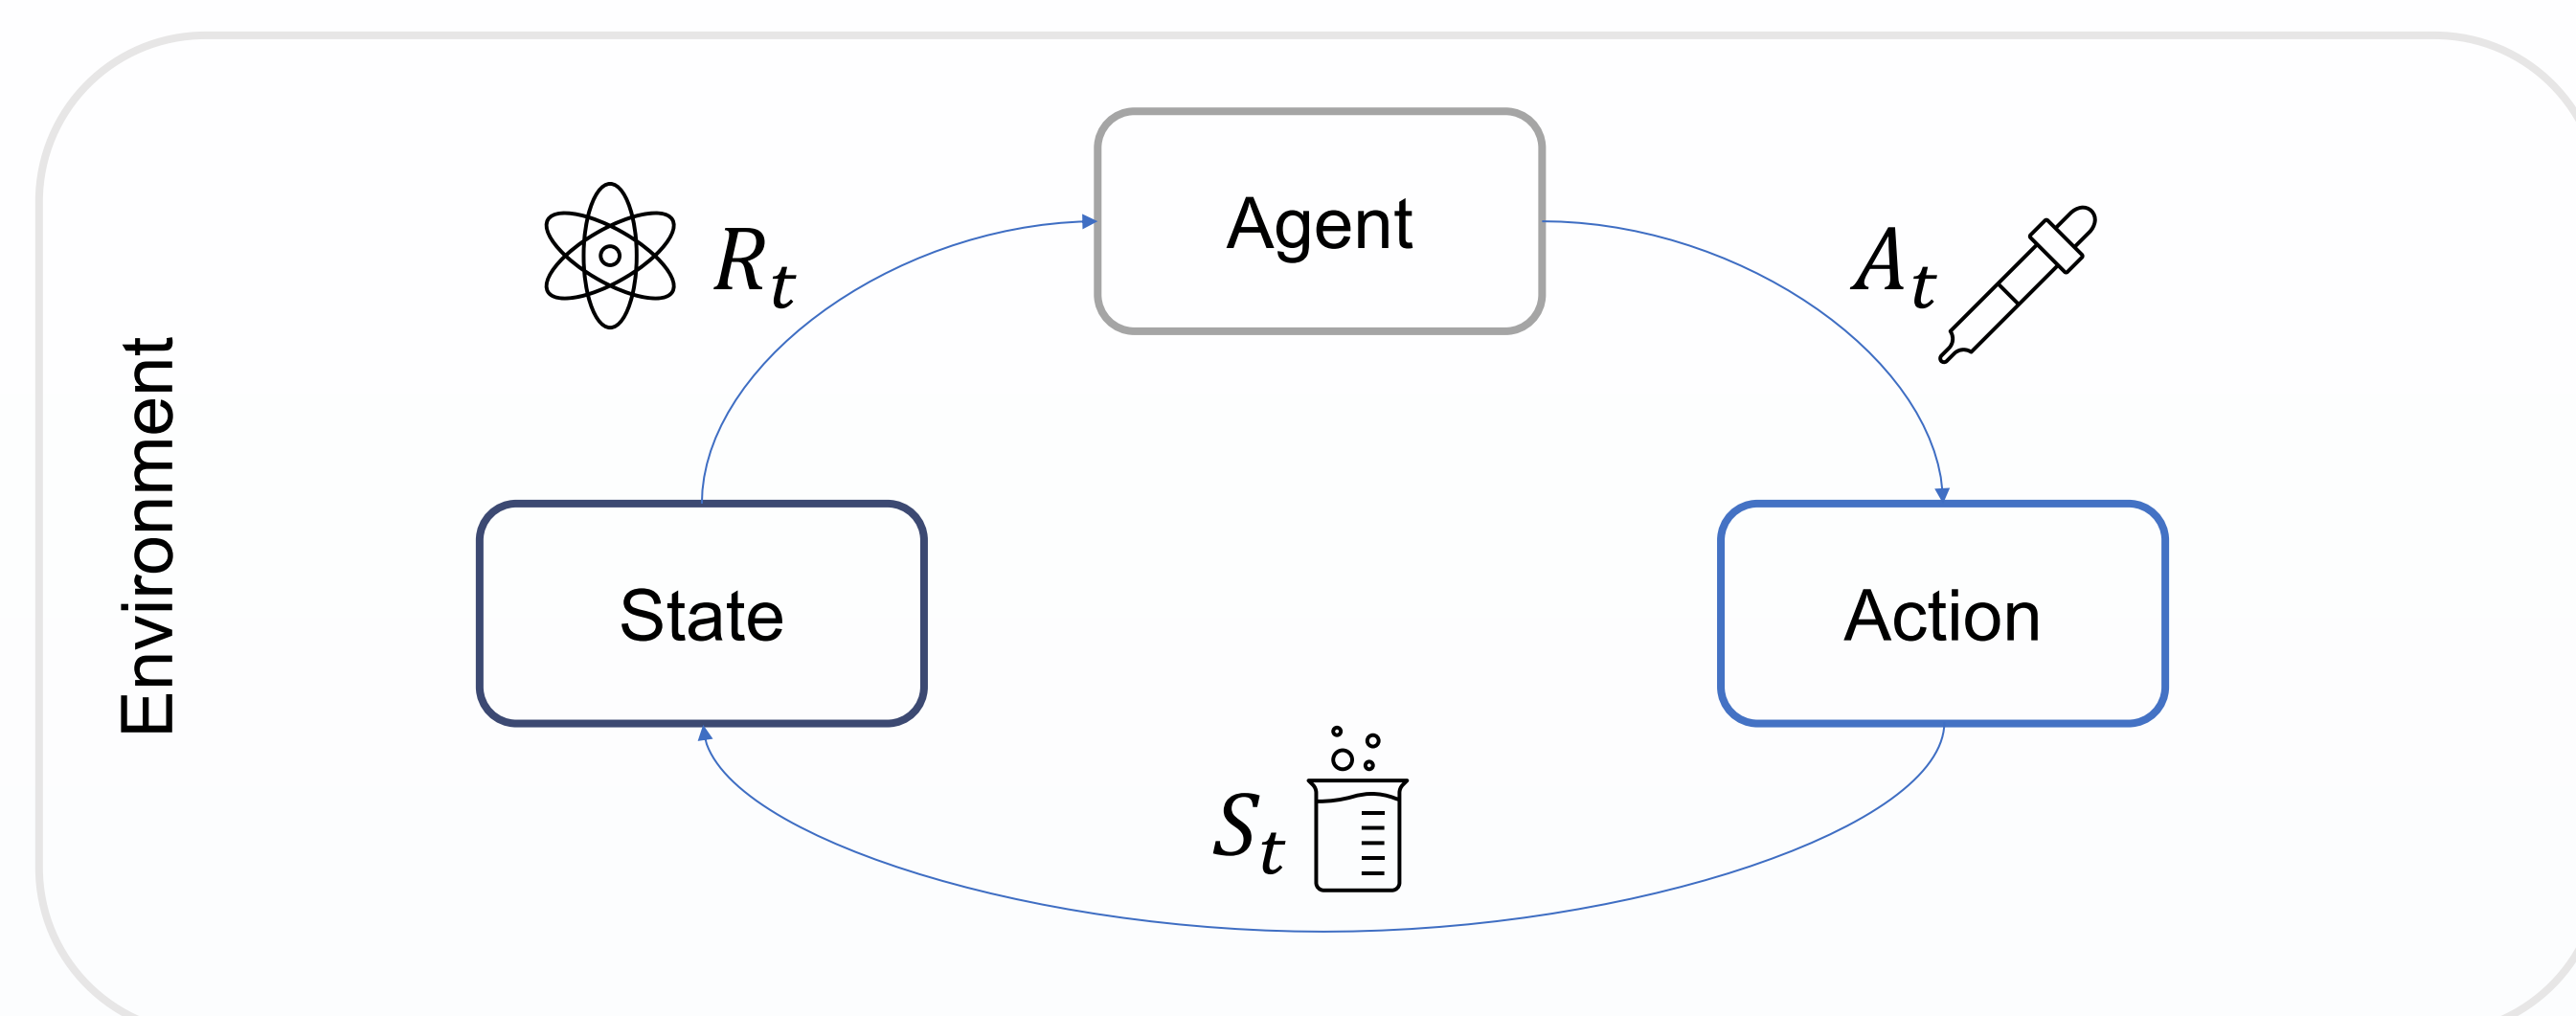 Agent
R_t
A_t
Environment
State
Action
S_t